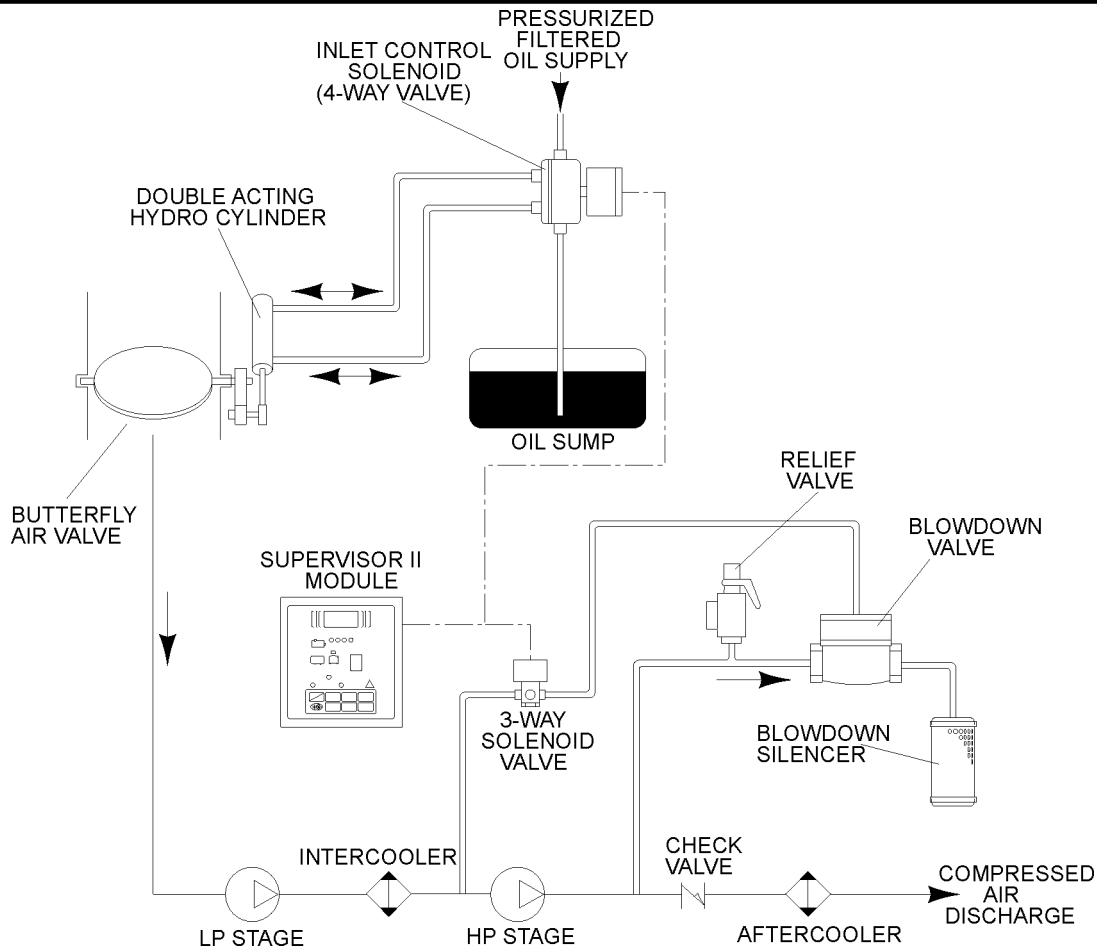 PRESSURIZED
FILTERED
OIL SUPPLY
INLET CONTROL
SOLENOID
(4-WAY VALVE)
DOUBLE ACTING
HYDRO CYLINDER
OIL SUMP
BUTTERFLY
AIR VALVE
RELIEF
VALVE
BLOWDOWN
VALVE
SUPERVISOR II
MODULE
3-WAY
SOLENOID
VALVE
BLOWDOWN
SILENCER
INTERCOOLER
CHECK
VALVE
COMPRESSED
AIR
DISCHARGE
LP STAGE
HP STAGE
AFTERCOOLER